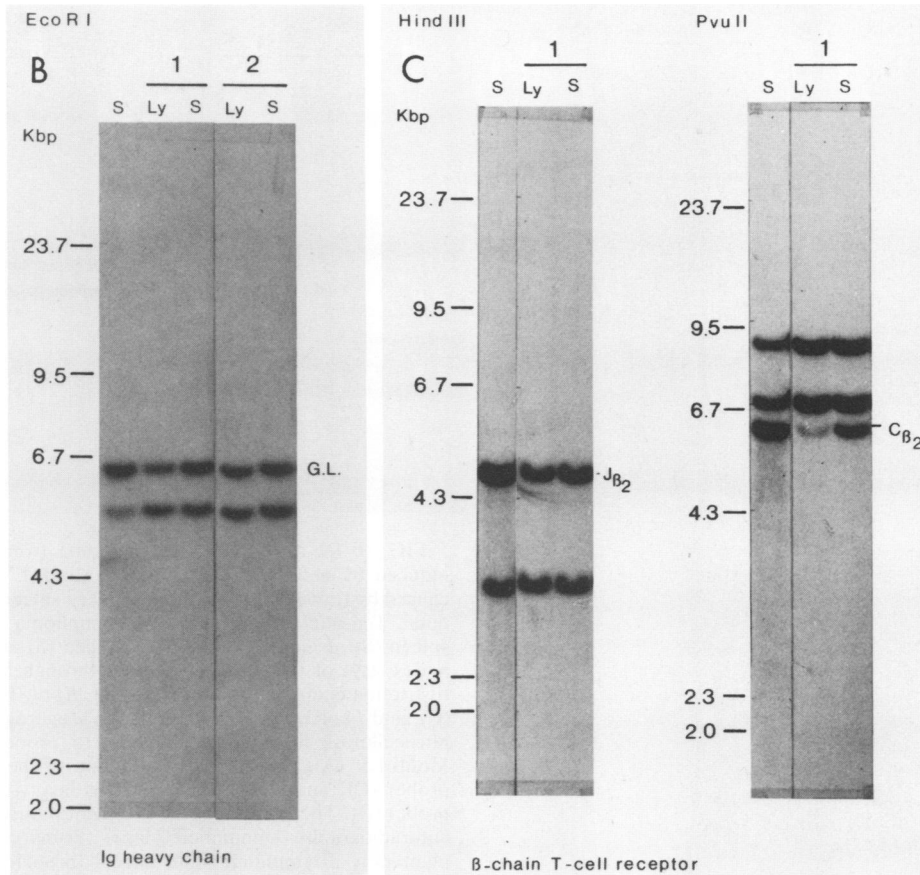 Eco R I
B
1 2
S Ly S Ly S
Kbp
23.7
9.5
6.7
G.L.
4.3
2.3
2.0
Ig heavy chain
Hind III
C
1
S Ly S
Kbp
23.7
9.5
6.7
Jβ2
4.3
2.3
2.0
Pvu II
1
S Ly S
23.7
9.5
6.7
Cβ2
4.3
2.3
2.0
β-chain T-cell receptor